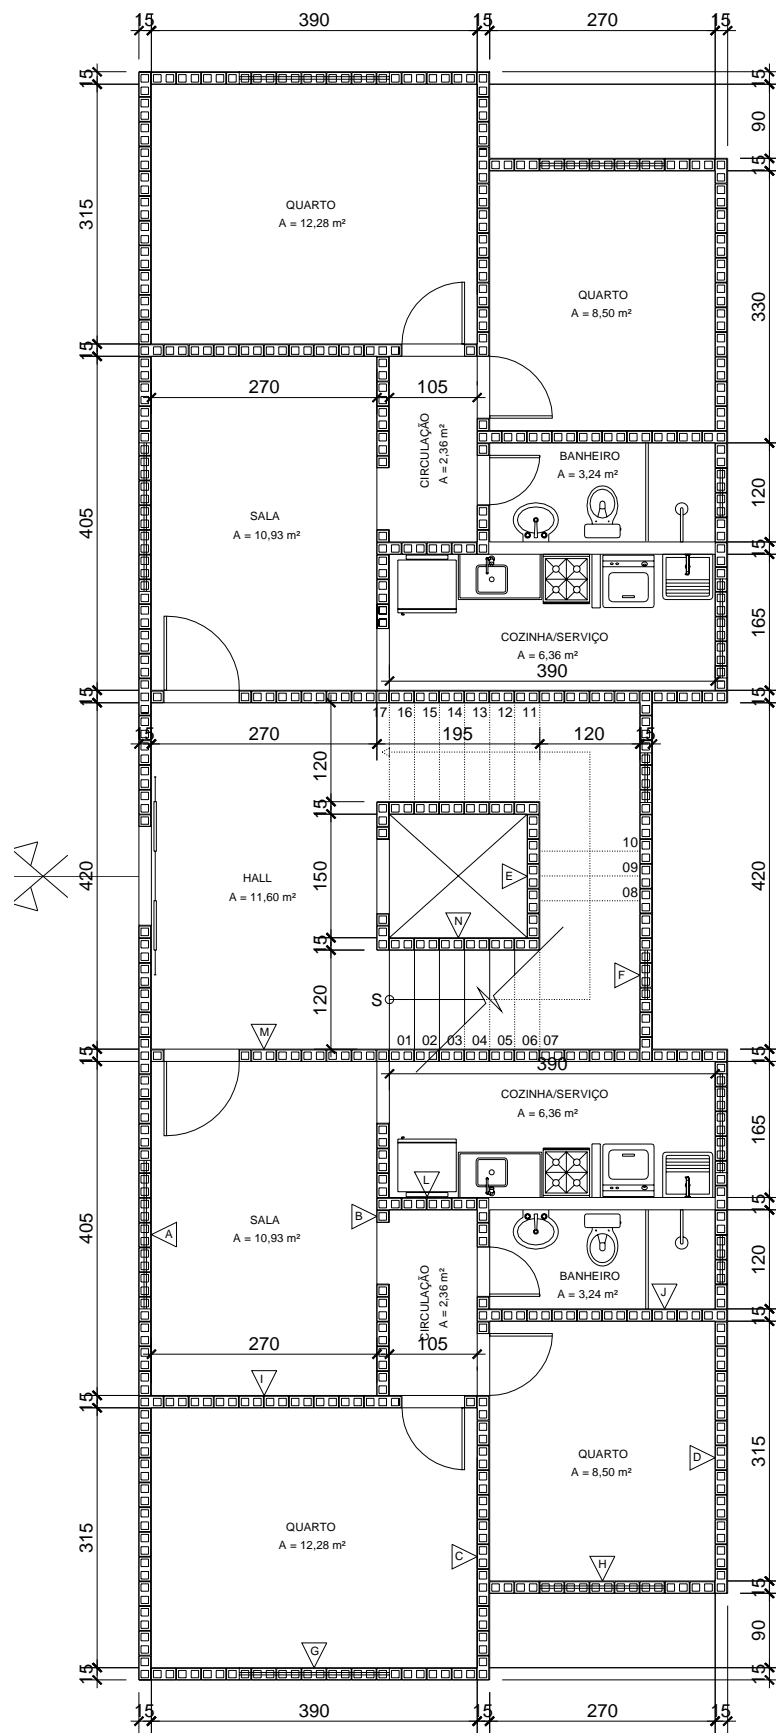 15 390 15 270 15
15
15
90
15
315
QUARTO
A = 12,28 m²
QUARTO
A = 8,50 m²
330
15
270
105
CIRCULAÇÃO
A = 2,36 m²
BANHEIRO
A = 3,24 m²
15
120
405
SALA
A = 10,93 m²
15
COZINHA/SERVIÇO
A = 6,36 m²
165
390
15
15
17 16 15 14 13 12 11
15 270 195 120 15
120
15
10
09
08
420
HALL
A = 11,60 m²
150
E
N
420
15
F
120
S
M
01 02 03 04 05 06 07
15
15
390
COZINHA/SERVIÇO
A = 6,36 m²
165
L
15
405
SALA
A = 10,93 m²
A
B
CIRCULAÇÃO
A = 2,36 m²
BANHEIRO
A = 3,24 m²
J
120
15
270
105
I
15
QUARTO
A = 8,50 m²
D
315
QUARTO
A = 12,28 m²
315
C
H
15
90
G
15
15
15 390 15 270 15